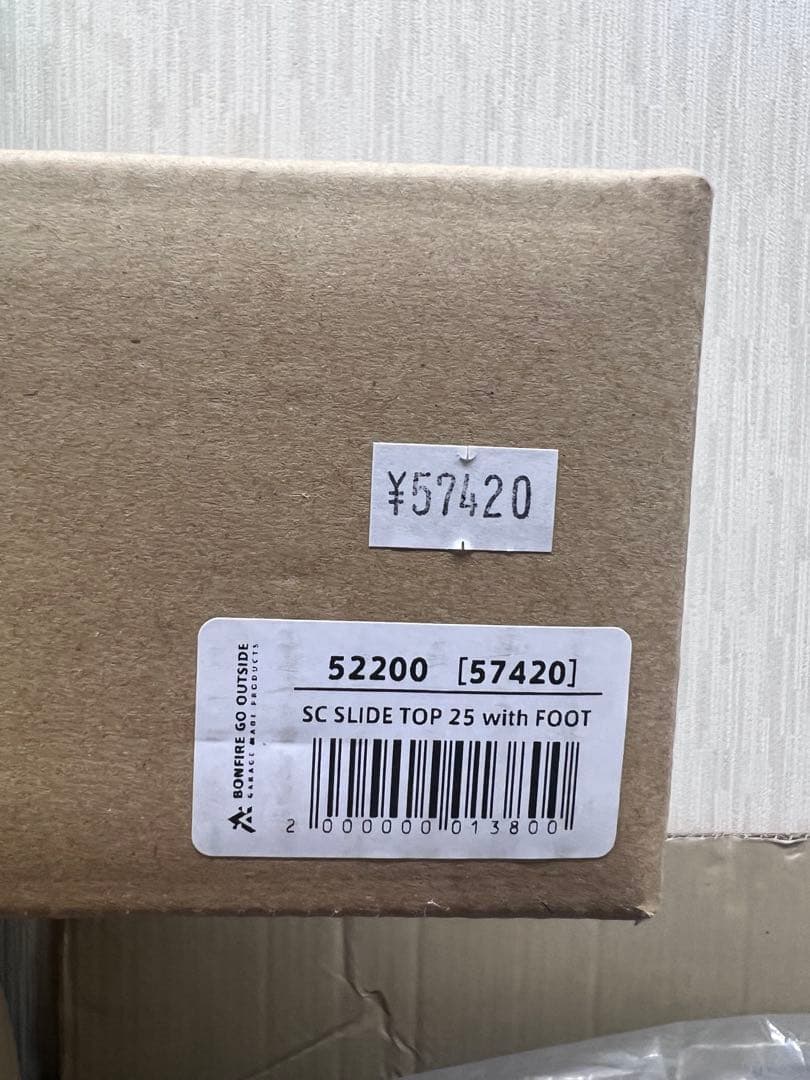 ¥57420
BONFIRE GO OUTSIDE
GARAGE MADE PRODUCTS
52200 [57420]
SC SLIDE TOP 25 with FOOT
2 000000 013800